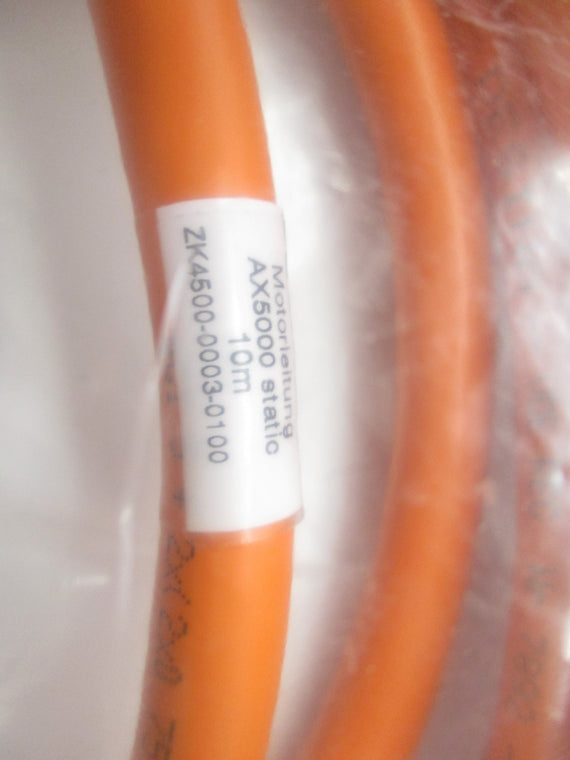 Motorleitung
AX5000 static
10m
ZK4500-0003-0100